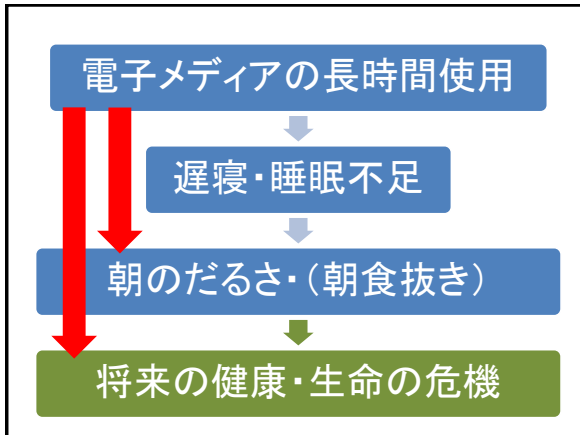 電子メディアの長時間使用
遅寝・睡眠不足
朝のだるさ・（朝食抜き）
将来の健康・生命の危機